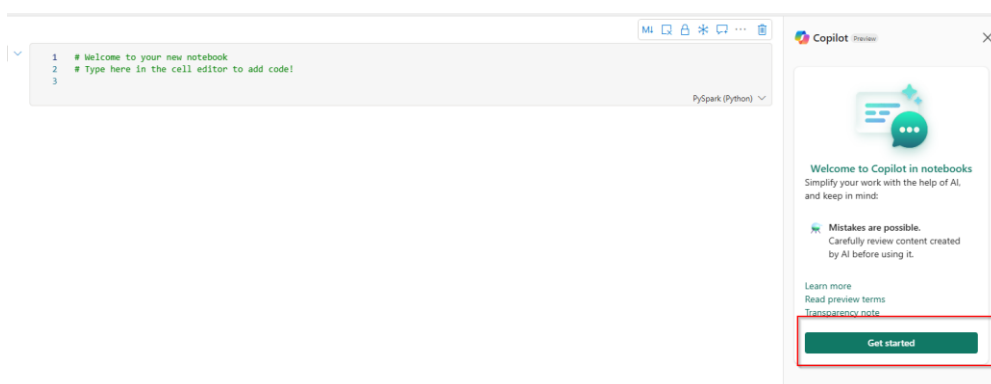 M↓
1 # Welcome to your new notebook
2 # Type here in the cell editor to add code!
3
PySpark (Python)
Copilot Preview
Welcome to Copilot in notebooks
Simplify your work with the help of AI,
and keep in mind:
Mistakes are possible.
Carefully review content created
by AI before using it.
Learn more
Read preview terms
Transparency note
Get started